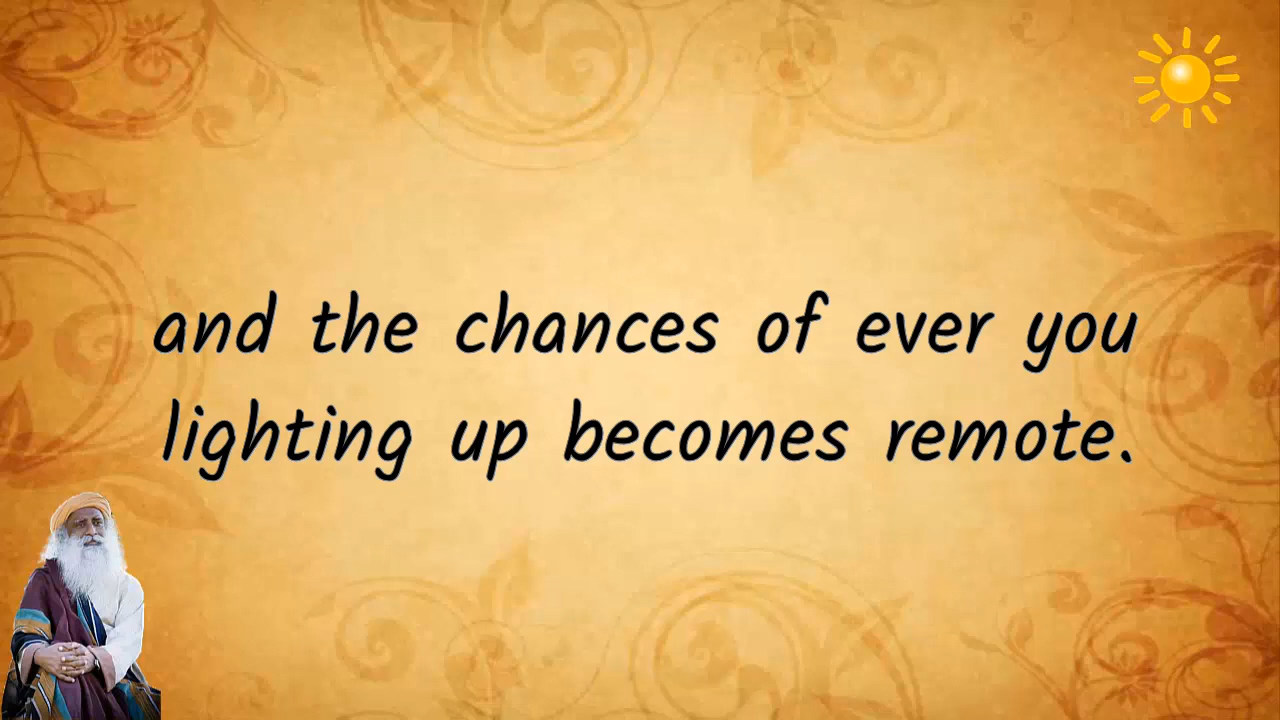 and the chances of ever you
lighting up becomes remote.